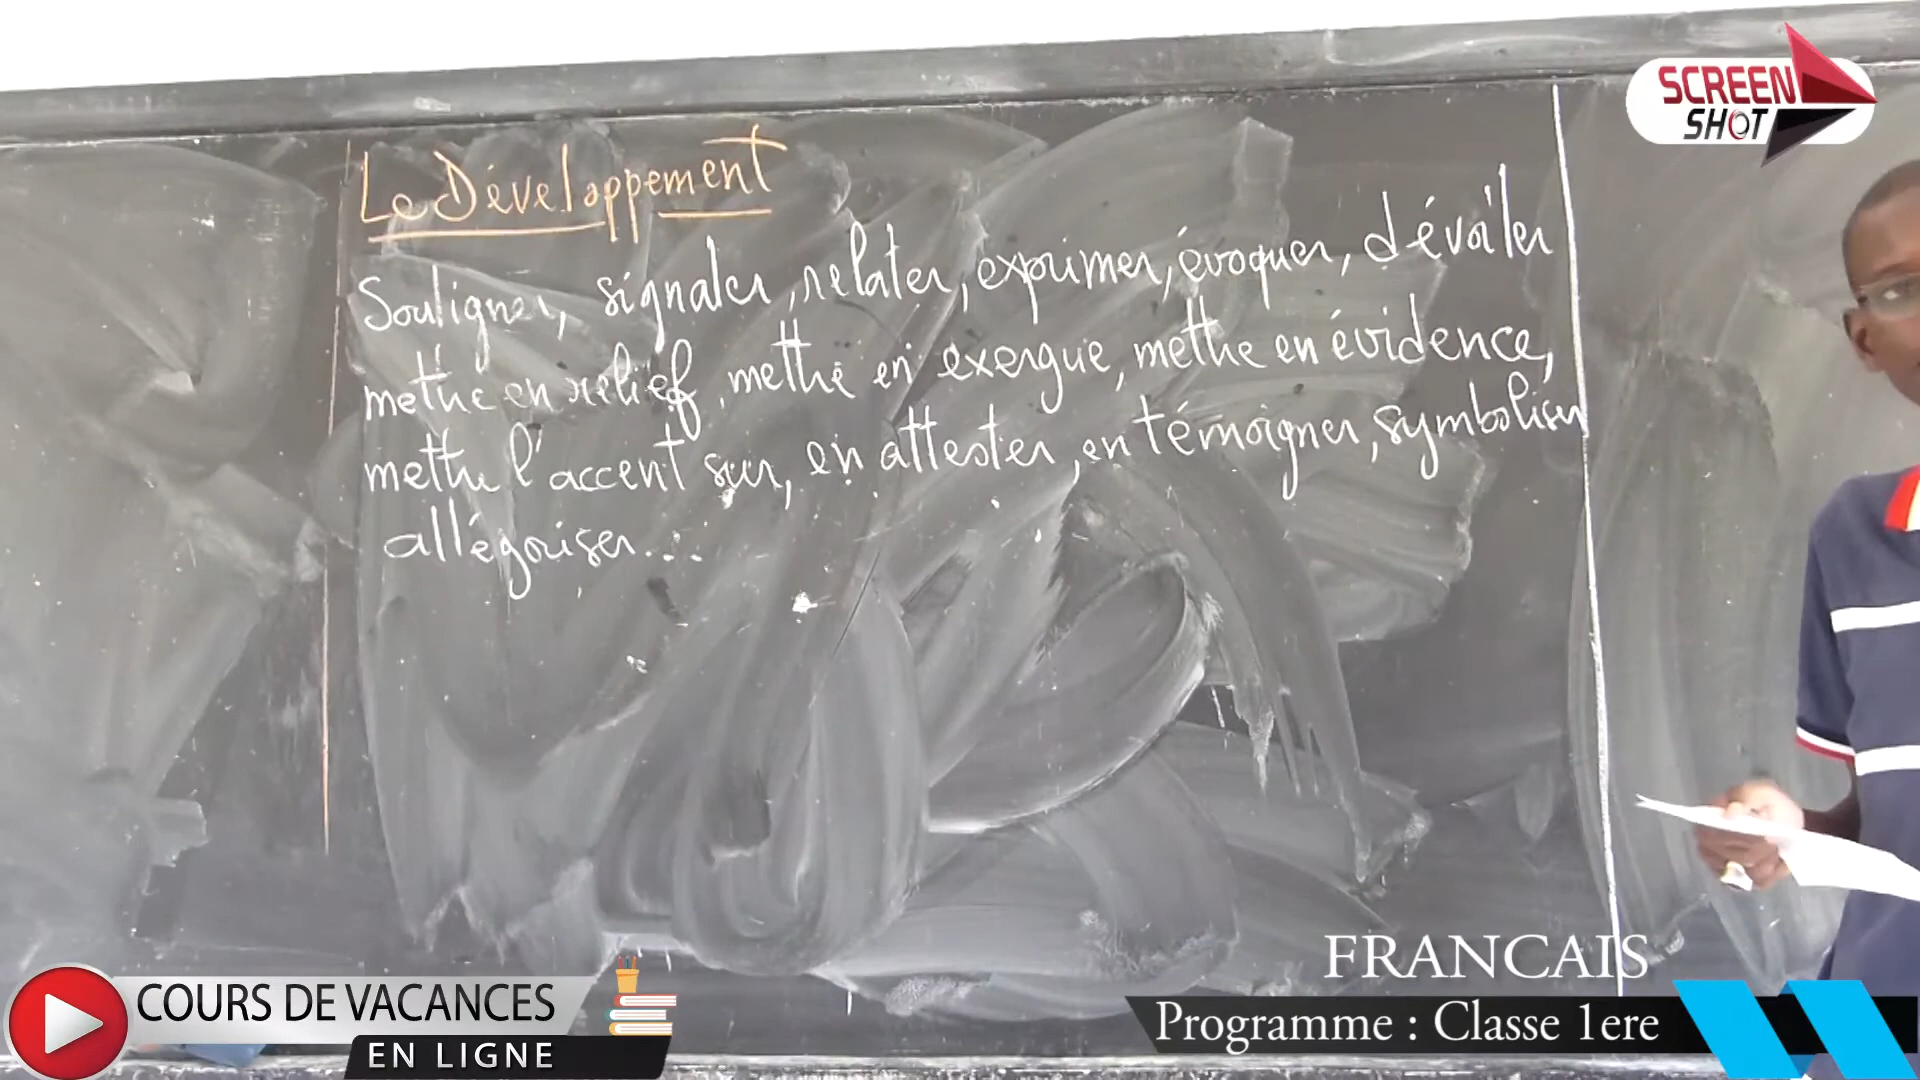 SCREEN
SHOT
Le Développement
Souligner, signaler, relater, exprimer, évoquer, dévoiler
mettre en relief, mettre en exergue, mettre en évidence,
mettre l'accent sur, en attester, en témoigner, symboliser
allégoriser...
FRANCAIS
Programme : Classe 1ere
COURS DE VACANCES
EN LIGNE